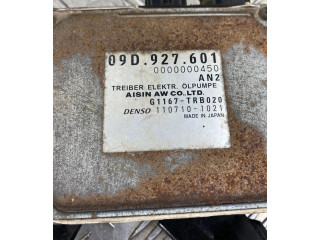 09D.927.601
0000000450
AN2
TREIBER ELEKTR. ÖLPUMPE
AISIN AW CO.,LTD.
G1167-TRB020
DENSO 110710-1021
MADE IN JAPAN